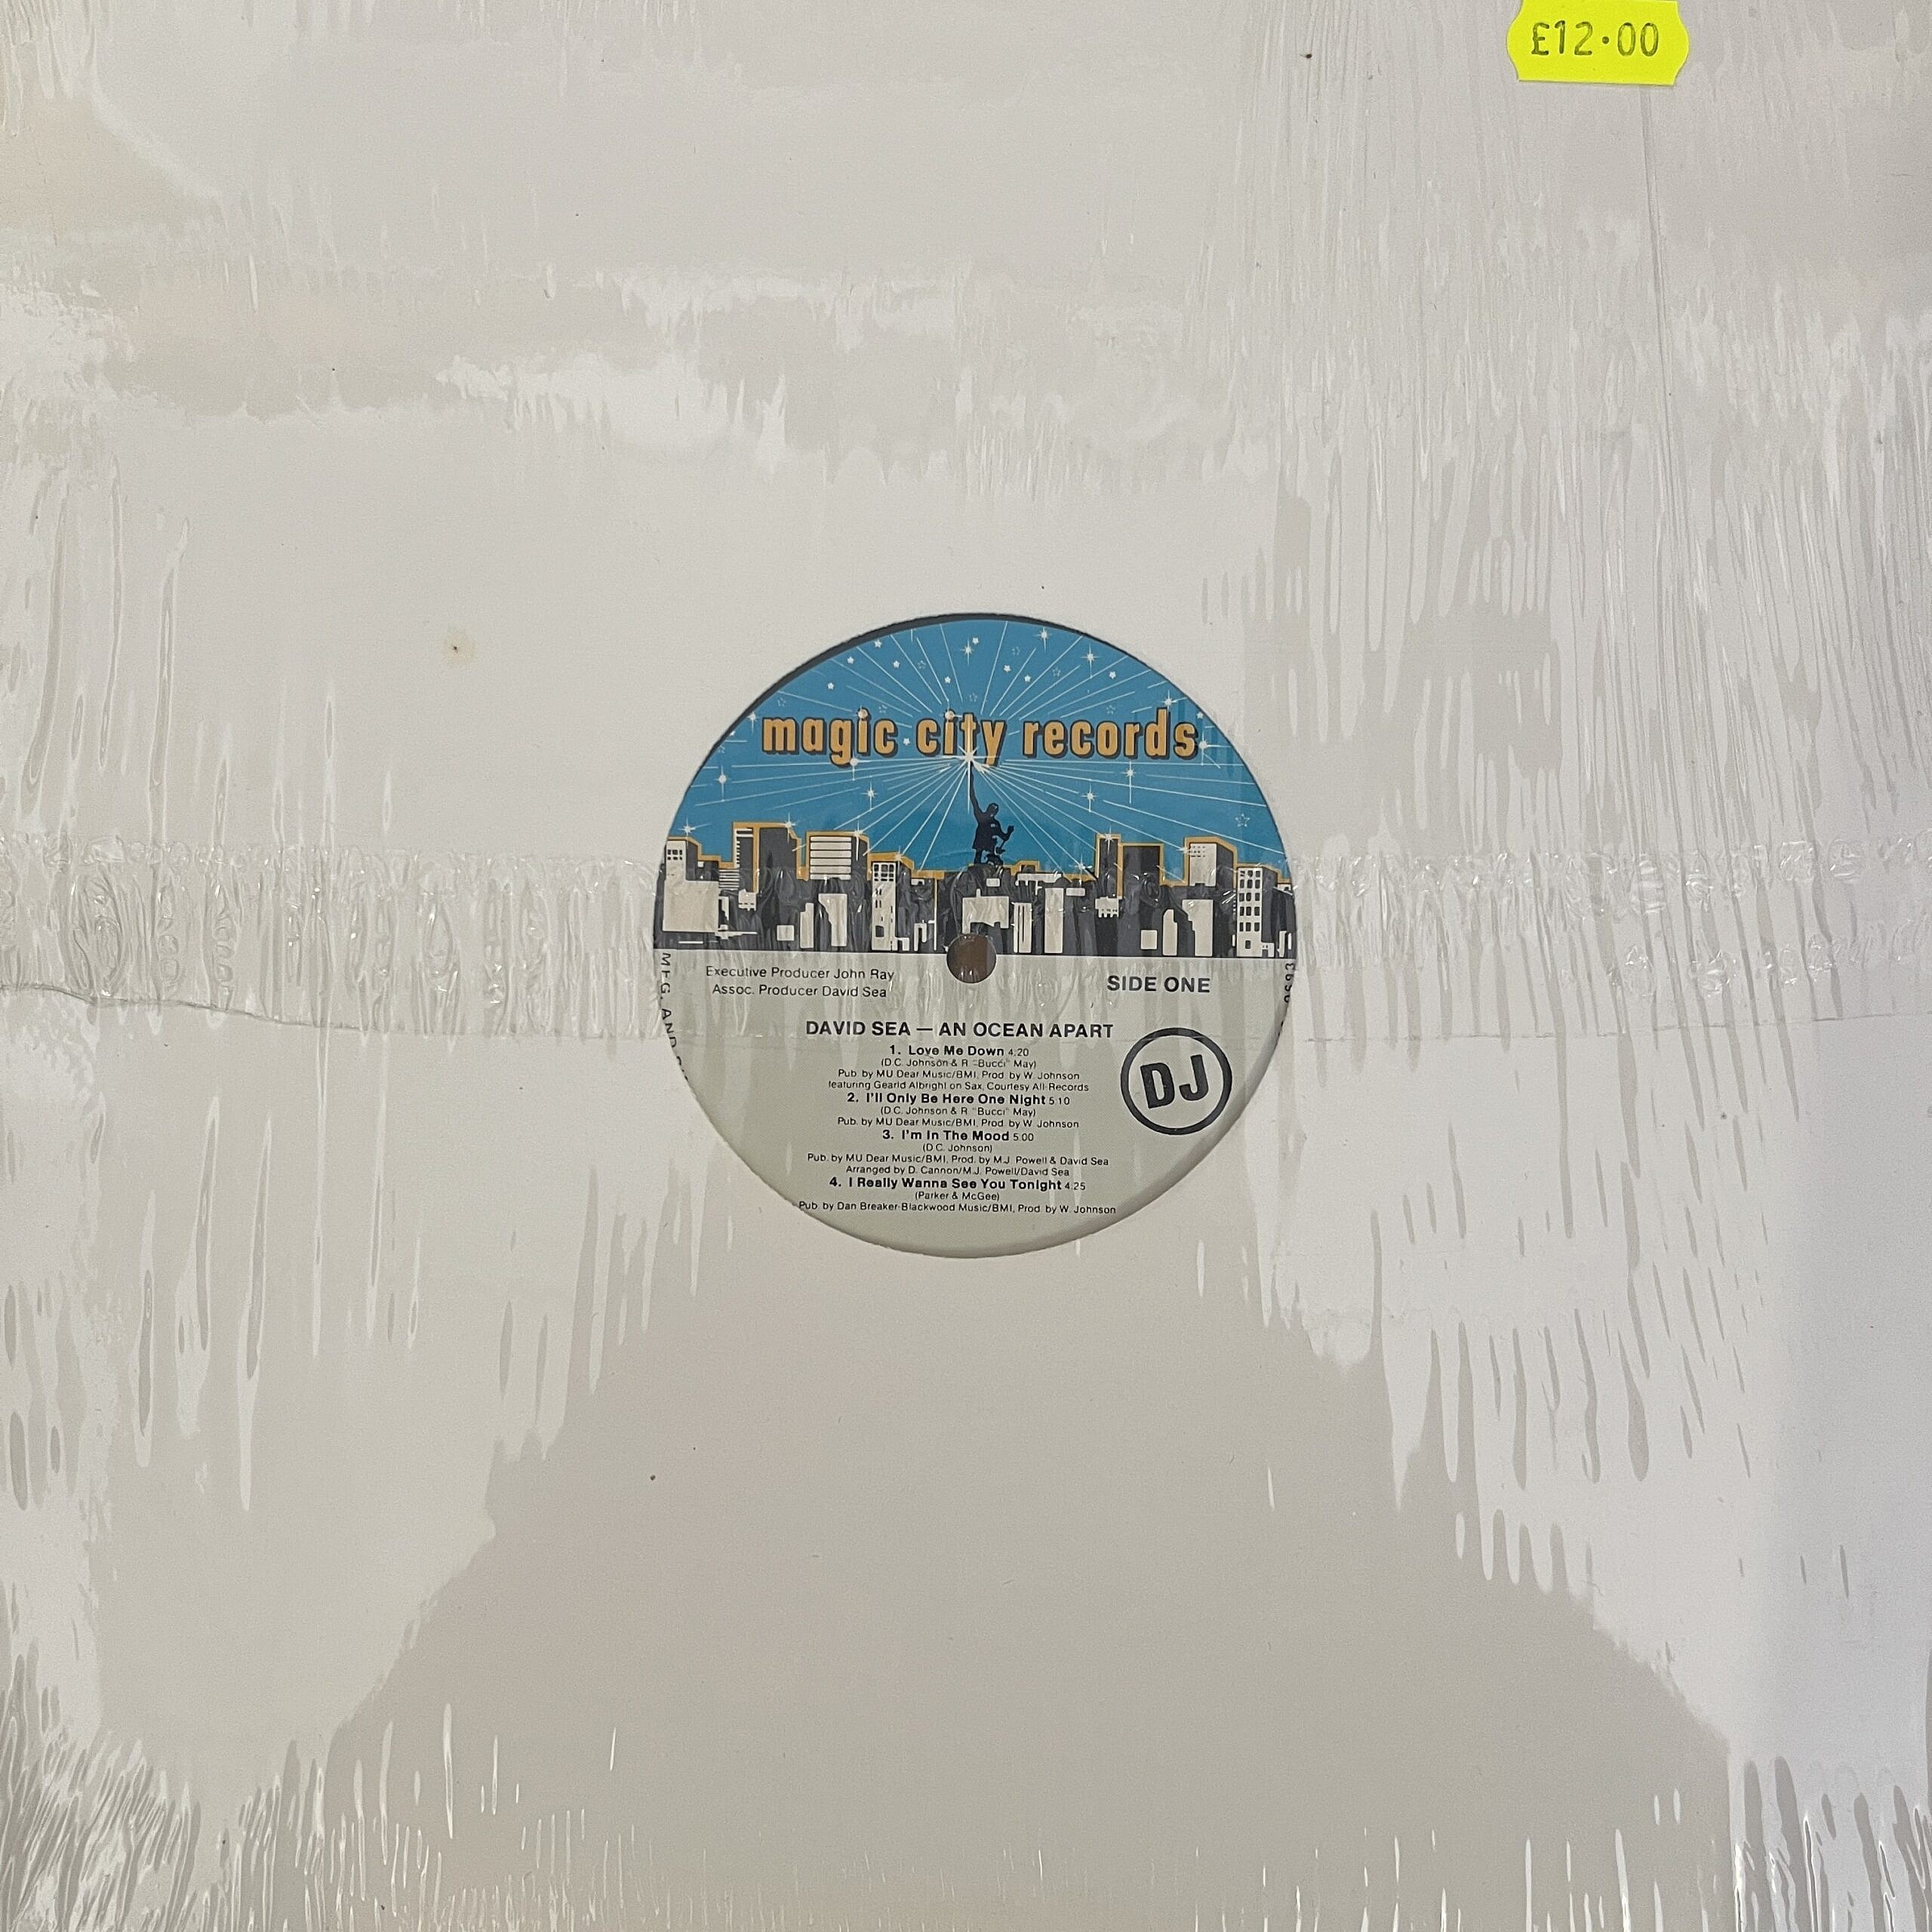 £12.00
magic city records
Executive Producer John Ray
Assoc. Producer David Sea
SIDE ONE
MFG. AND
DAVID SEA — AN OCEAN APART
DJ
1. Love Me Down 4:20
(D.C. Johnson & R. "Bucci" May)
Pub. by MU Dear Music/BMI, Prod. by W. Johnson
featuring Gearld Albright on Sax, Courtesy All-Records
2. I'll Only Be Here One Night 5:10
(D.C. Johnson & R. "Bucci" May)
Pub. by MU Dear Music/BMI, Prod. by W. Johnson
3. I'm In The Mood 5:00
(D.C. Johnson)
Pub. by MU Dear Music/BMI, Prod. by M.J. Powell & David Sea
Arranged by D. Cannon/M.J. Powell/David Sea
4. I Really Wanna See You Tonight 4:25
(Parker & McGee)
Pub. by Dan Breaker-Blackwood Music/BMI, Prod. by W. Johnson